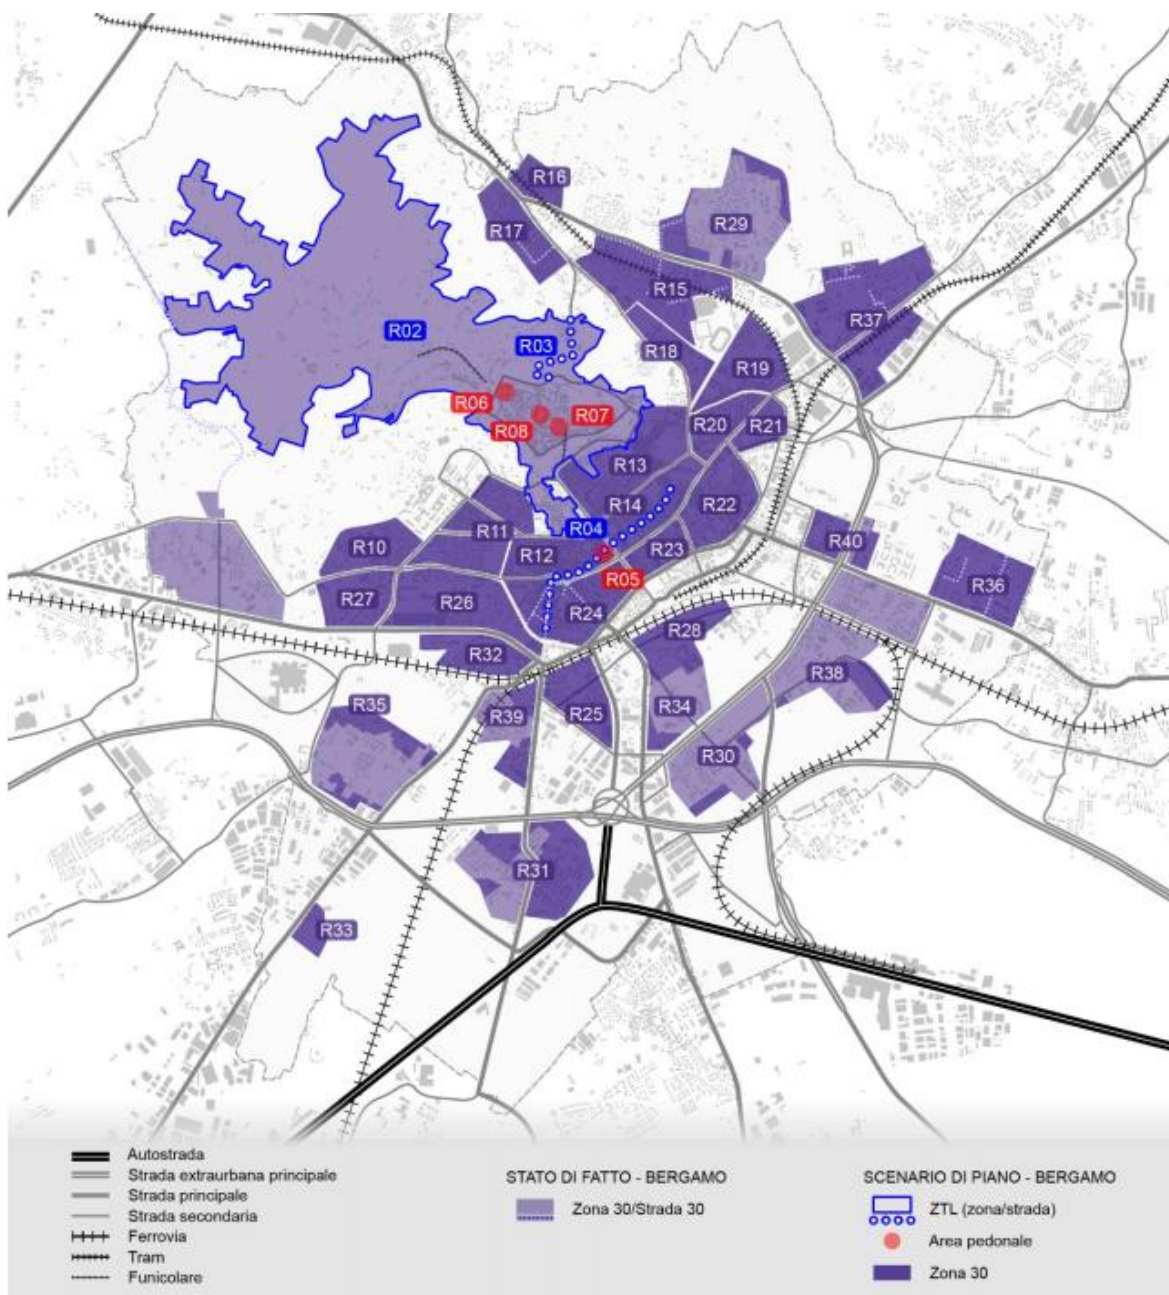 R16
R17
R29
R15
R37
R02
R03
R18
R19
R06
R07
R08
R20
R21
R13
R14
R22
R04
R11
R10
R12
R23
R40
R05
R27
R26
R24
R36
R28
R32
R38
R35
R39
R25
R34
R30
R31
R33
Autostrada
Strada extraurbana principale
Strada principale
Strada secondaria
Ferrovia
Tram
Funicolare
STATO DI FATTO - BERGAMO
Zona 30/Strada 30
SCENARIO DI PIANO - BERGAMO
ZTL (zona/strada)
Area pedonale
Zona 30